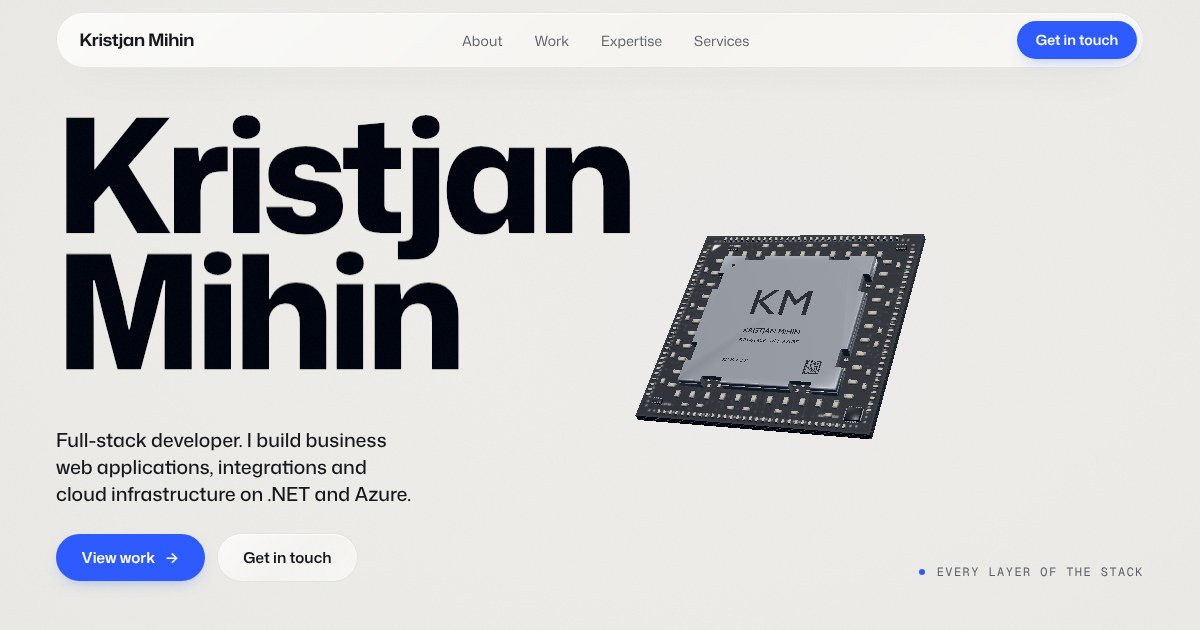 Kristjan Mihin
About
Work
Expertise
Services
Get in touch
Kristjan
Mihin
KM
KRISTJAN MIHIN
Full-stack developer. I build business
web applications, integrations and
cloud infrastructure on .NET and Azure.
View work →
Get in touch
EVERY LAYER OF THE STACK